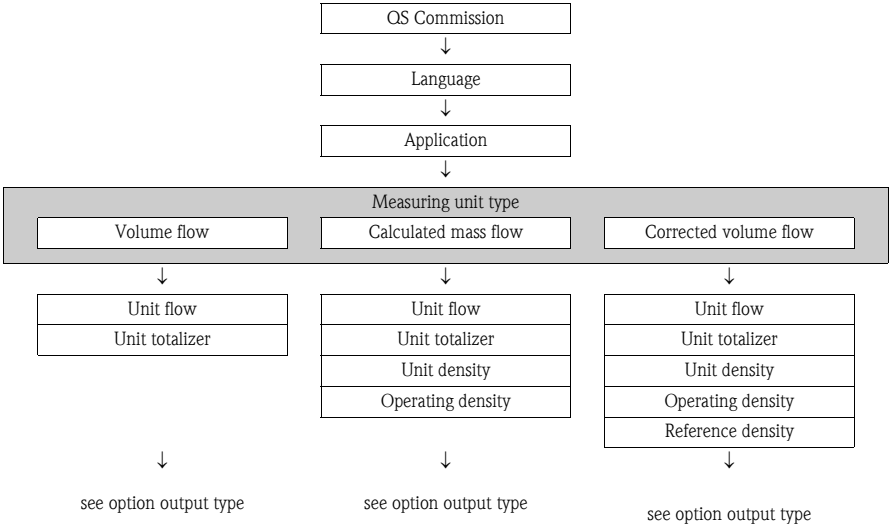 QS Commission
↓
Language
↓
Application
↓
Measuring unit type
Volume flow
Calculated mass flow
Corrected volume flow
↓
↓
↓
Unit flow
Unit totalizer
Unit flow
Unit totalizer
Unit density
Operating density
Unit flow
Unit totalizer
Unit density
Operating density
Reference density
↓
↓
↓
see option output type
see option output type
see option output type